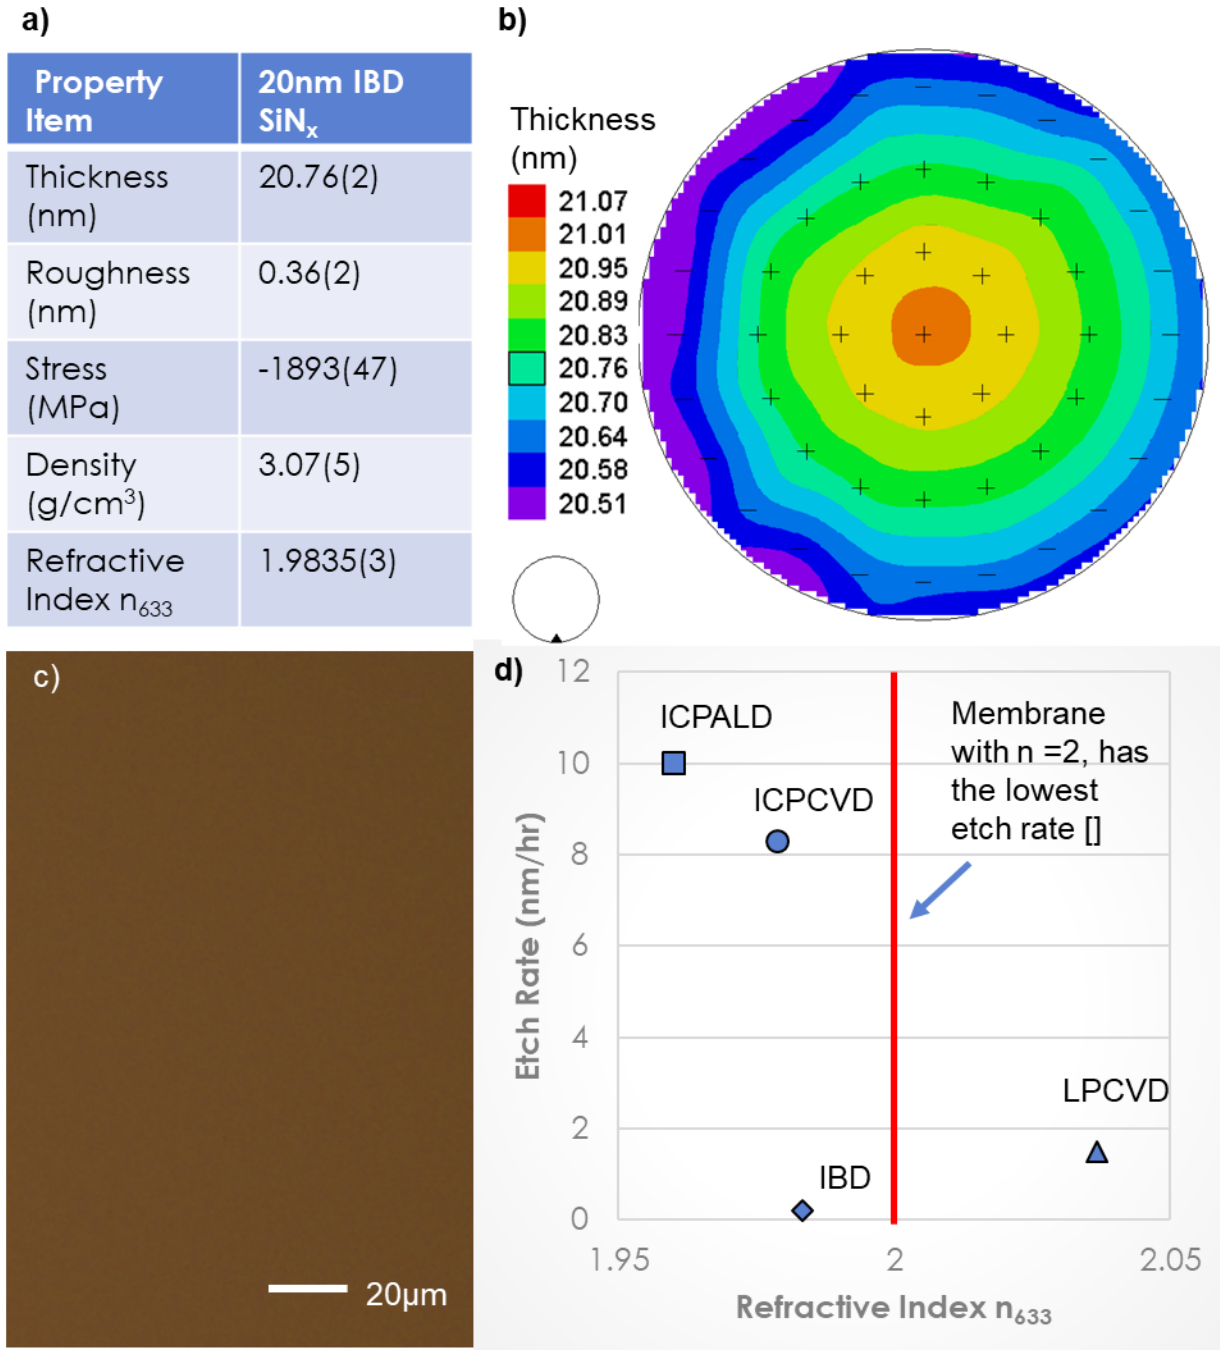 a)
Property
Item
20nm IBD
SiNx
Thickness
(nm)
20.76(2)
Roughness
(nm)
0.36(2)
Stress
(MPa)
-1893(47)
Density
(g/cm³)
3.07(5)
Refractive
Index n633
1.9835(3)
b)
Thickness
(nm)
21.07
21.01
20.95
20.89
20.83
20.76
20.70
20.64
20.58
20.51
c)
20µm
d)
12
10
8
6
4
2
0
Etch Rate (nm/hr)
ICPALD
ICPCVD
Membrane
with n =2, has
the lowest
etch rate []
LPCVD
IBD
1.95
2
2.05
Refractive Index n633